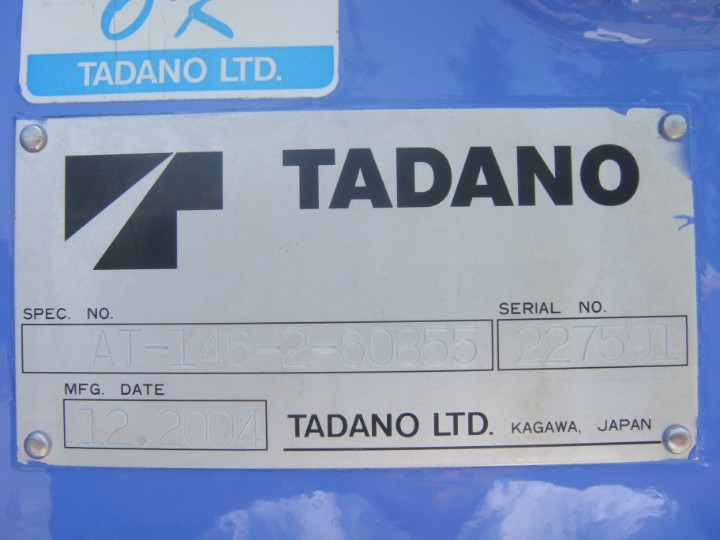 OK
TADANO LTD.
TADANO
SPEC. NO.
SERIAL NO.
AT-146-2-60855
227591
MFG. DATE
12.2004
TADANO LTD. KAGAWA, JAPAN